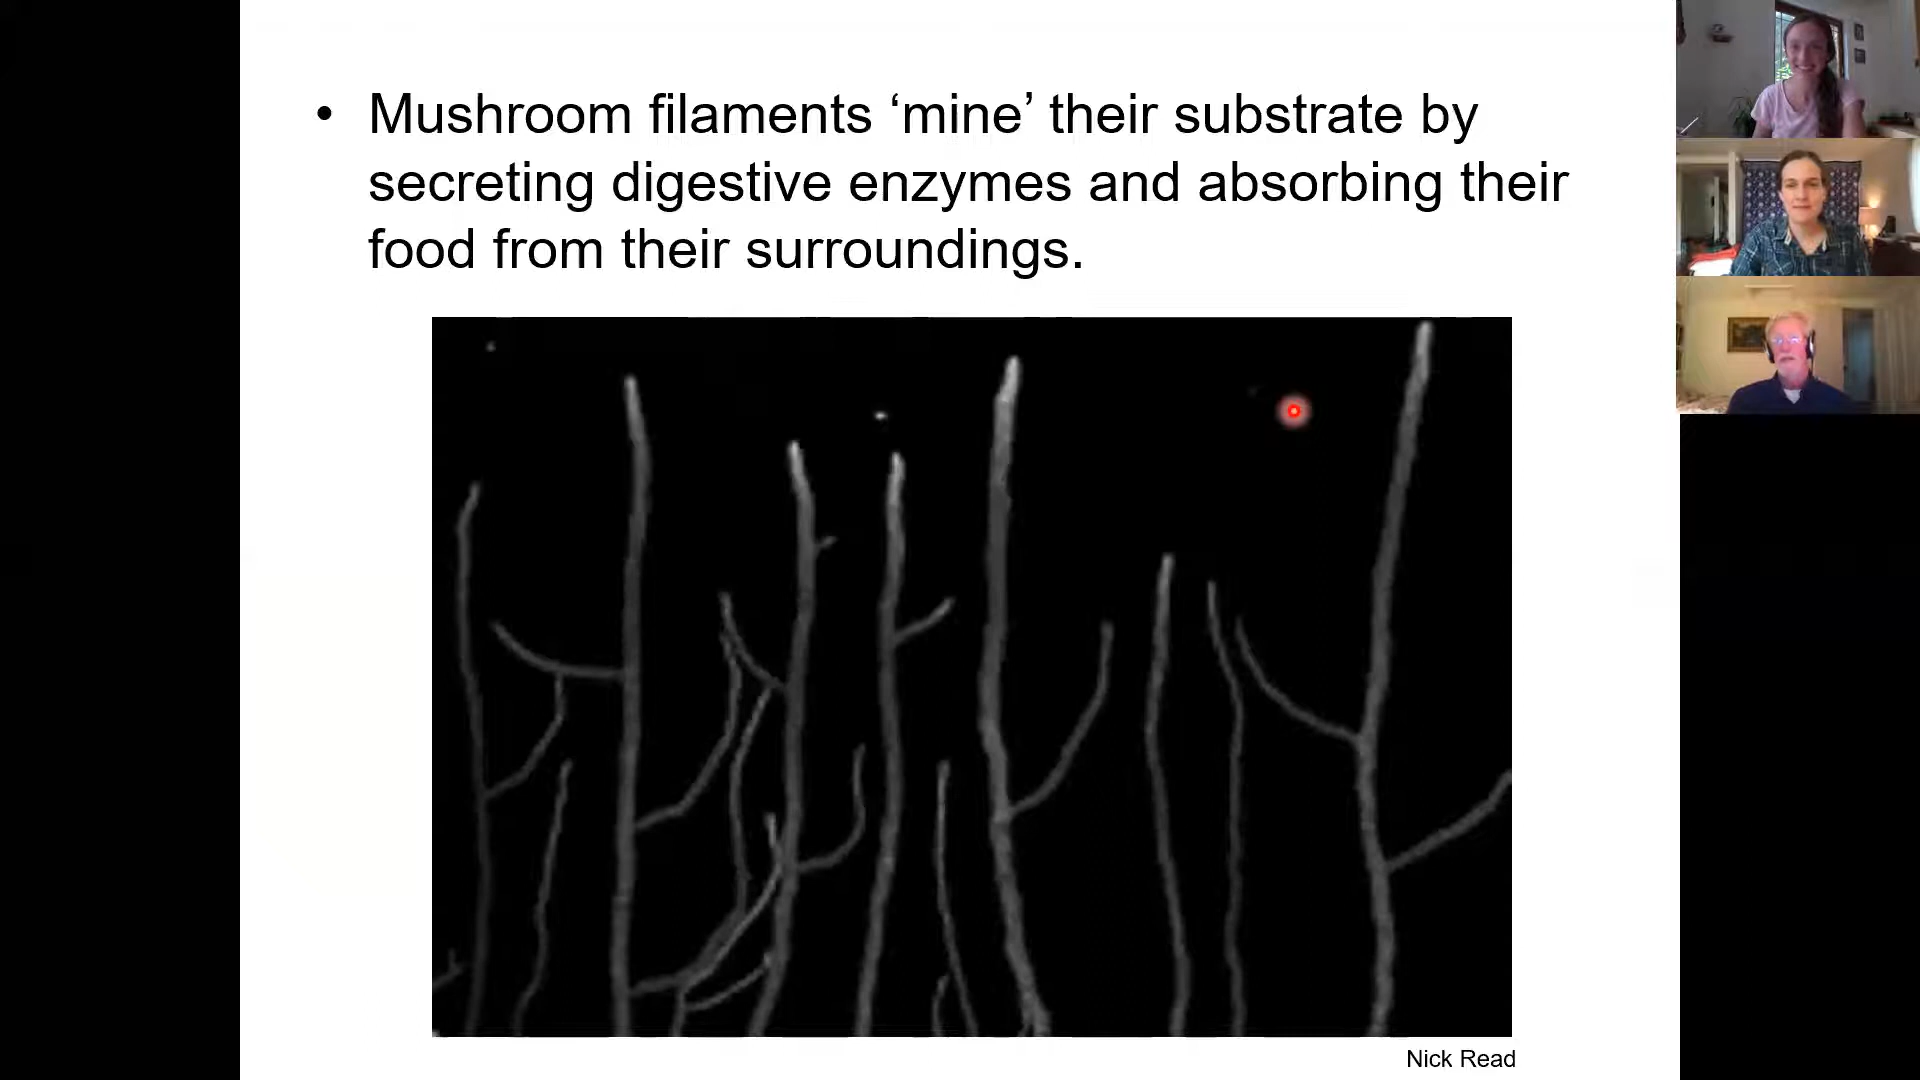 • Mushroom filaments ‘mine’ their substrate by
secreting digestive enzymes and absorbing their
food from their surroundings.
Nick Read